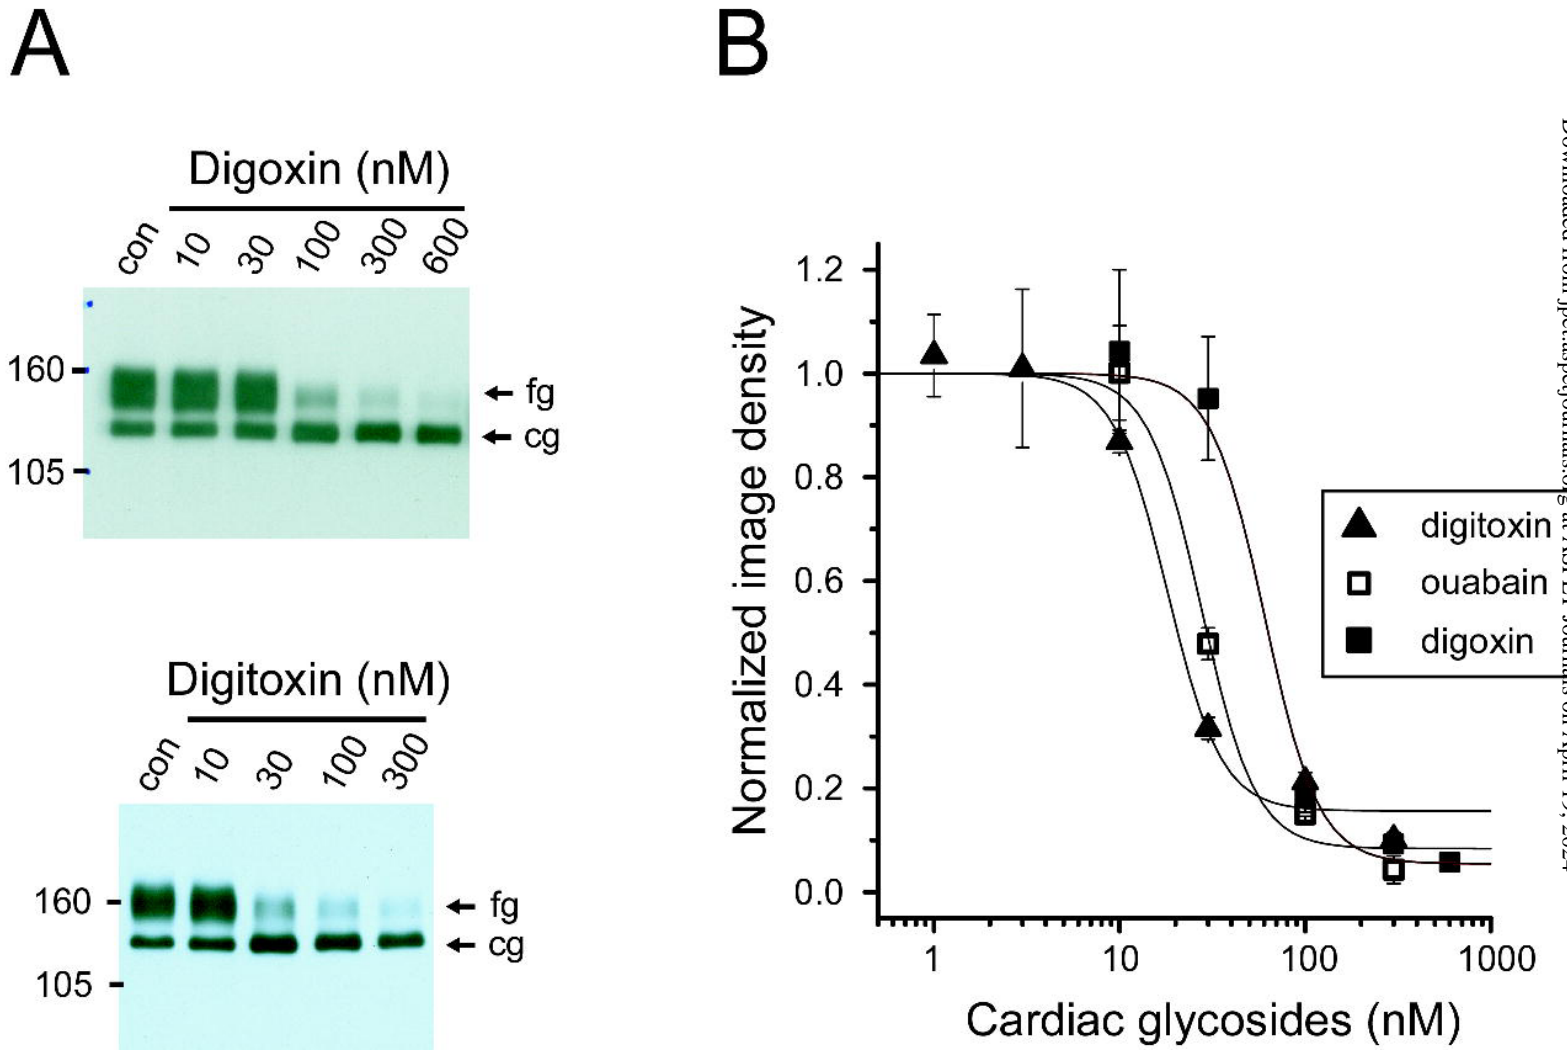 A
Digoxin (nM)
con 10 30 100 300 600
160
fg
cg
105
Digitoxin (nM)
con 10 30 100 300
160
fg
cg
105
B
Normalized image density
1.2
1.0
0.8
0.6
0.4
0.2
0.0
1 10 100 1000
Cardiac glycosides (nM)
digitoxin
ouabain
digoxin